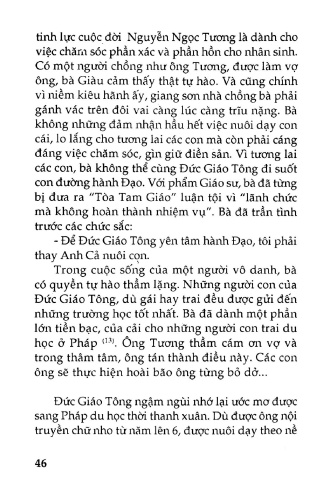 tinh lực cuộc đời  Nguyễn Ngọc Tương là dành cho
việc chăm sóc phần xác và phần hồn cho nhân sinh.
Có một người chồng như ông Tương, được làm vợ
ông, bà Giàu cảm thấy thật tự hào. Và cũng chính
vì niềm kiêu hãnh ấy, giang sơn nhà chồng bà phải
gánh vác trên đôi vai càng lúc càng trĩu nặng. Bà
không những đảm nhận hầu hết việc nuôi dạy con
cái, lo lắng cho tương lai các con mà còn phải cáng
đáng việc chăm sóc, gìn giữ điền sản. Vì tương lai
các con, bà không thể cùng Đức Giáo Tông đi suốt
con đường hành Đạo. Với phẩm Giáo sư, bà đã từng
bị đưa ra “Tòa Tam Giáo” luận tội vì “lãnh chức
mà không hoàn thành nhiệm vụ”. Bà đã trần tình
trước các chức sắc:
- Để Đức Giáo Tông yên tâm hành Đạo, tôi phải
thay Anh Cả nuôi con.
Trong cuộc sống của một người vô danh, bà
có quyền tự hào thầm lặng. Những người con của
Đức Giáo Tông, dù gái hay trai đều được gửi đến
những trường học tốt nhất. Bà đã dành một phần
lớn tiền bạc, của cải cho những người con trai du
học ở Pháp (13). Ông Tương thầm cám ơn vợ và
trong thâm tâm, ông tán thành điều này. Các con
ông sẽ thực hiện hoài bão ông từng bỏ dở...
Đức Giáo Tông ngậm ngùi nhớ lại ước mơ được
sang Pháp du học thời thanh xuân. Dù được ông nội
truyền chữ nho từ năm lên 6, được nuôi dạy theo nề
46